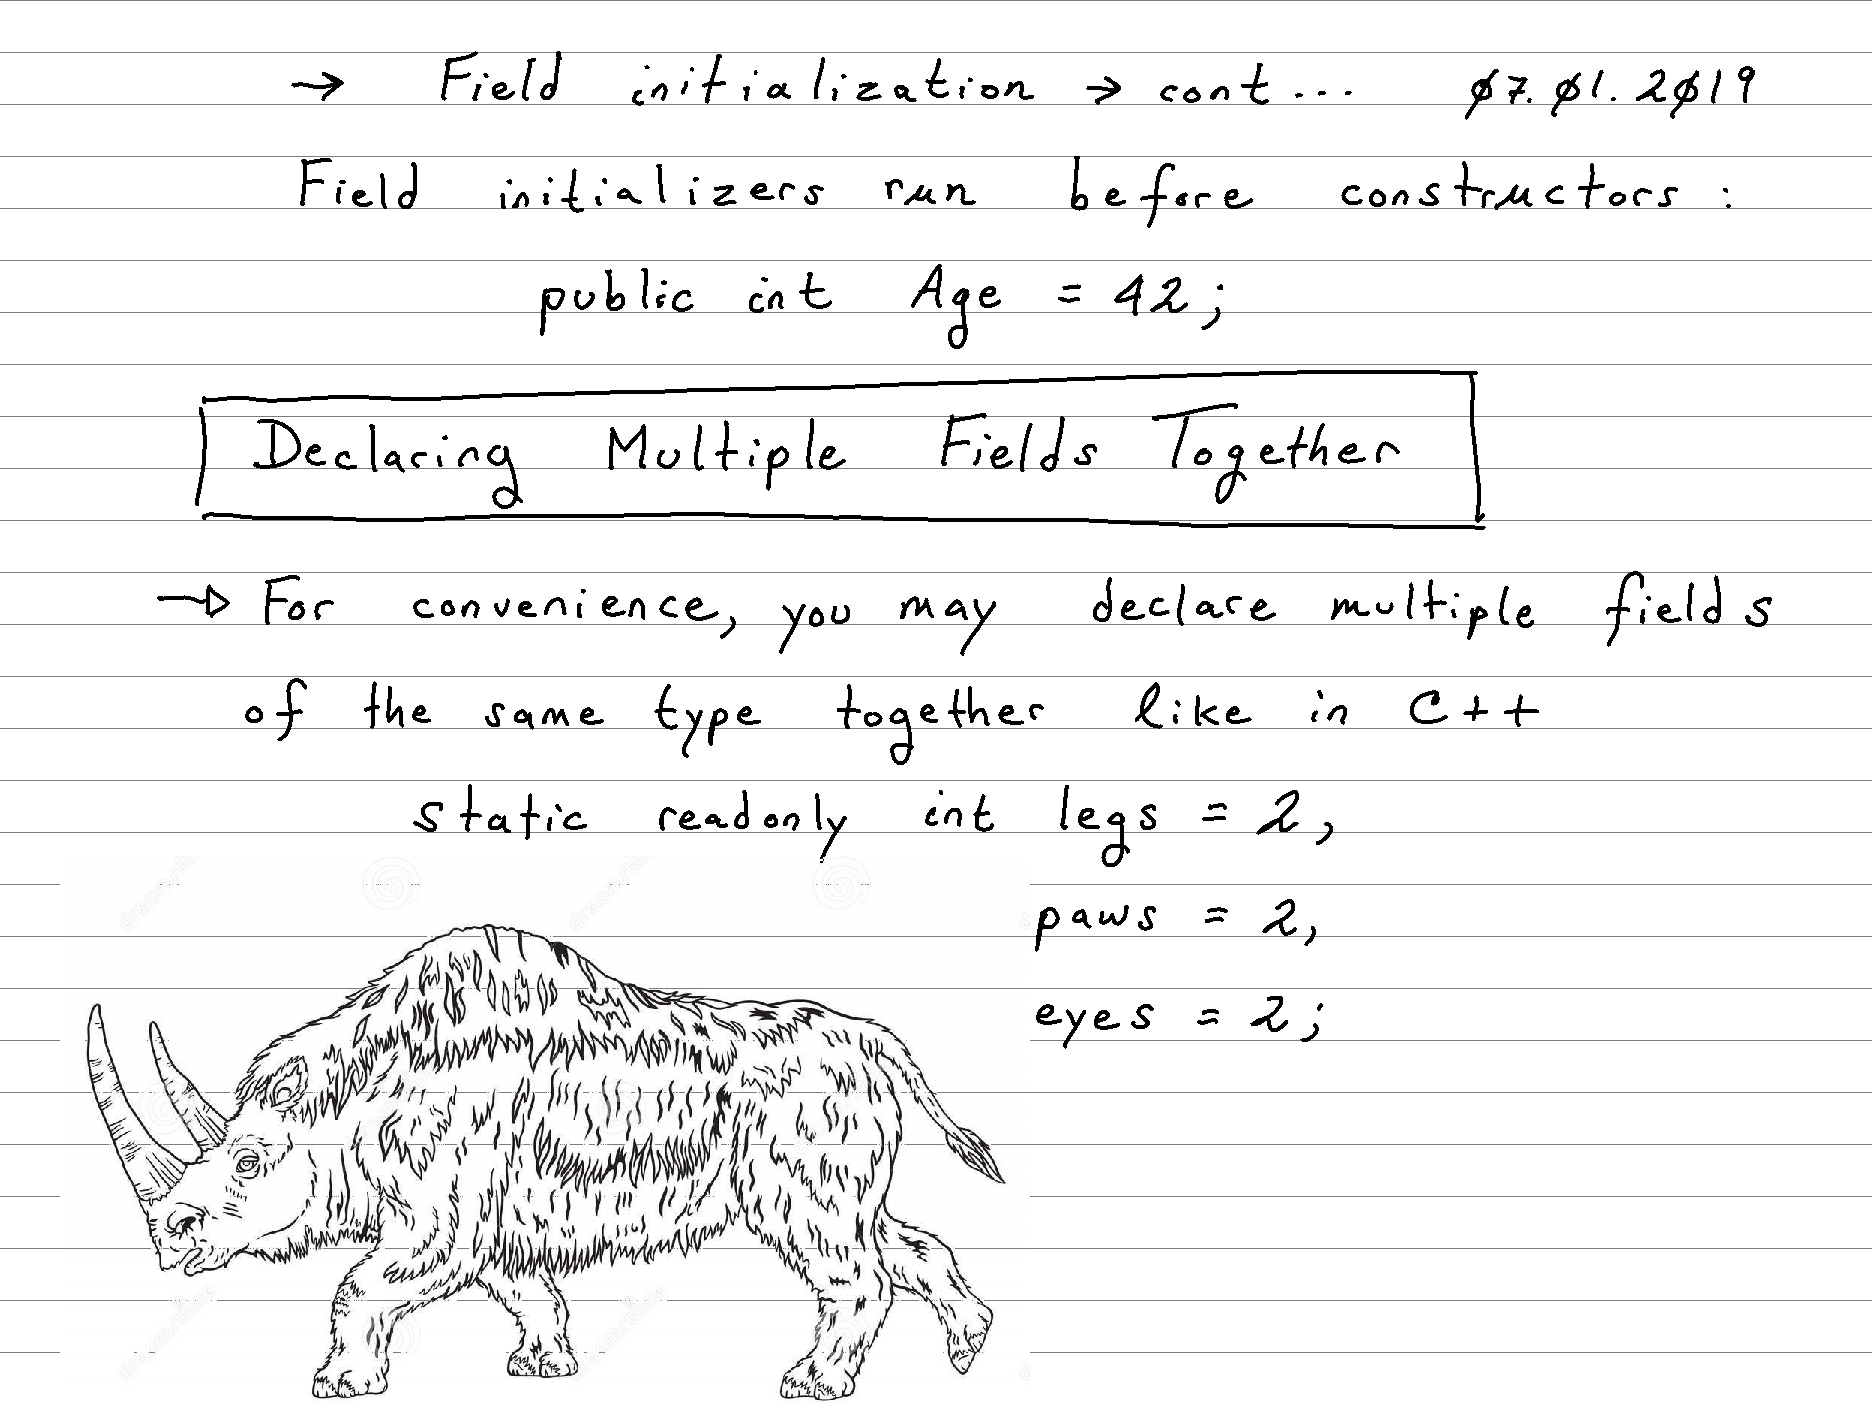 → Field initialization → cont... 07.01.2019
Field initializers run before constructors :
public int Age = 42;
Declaring Multiple Fields Together
→ For convenience, you may declare multiple fields
of the same type together like in C++
static readonly int legs = 2,
paws = 2,
eyes = 2;